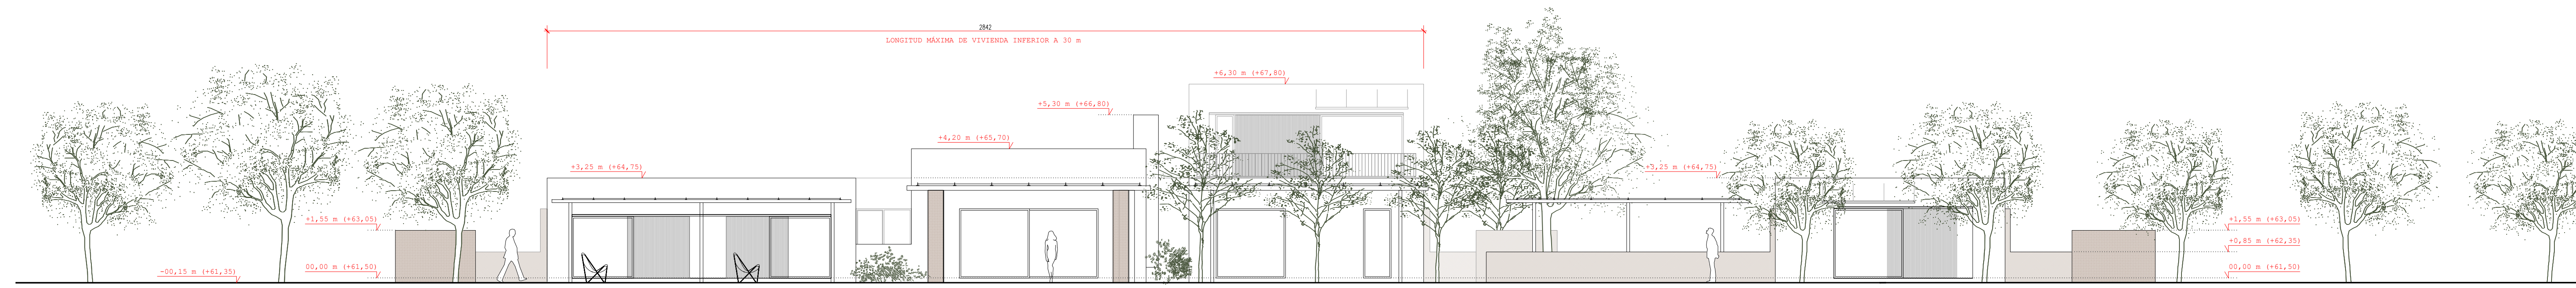 2842
LONGITUD MÁXIMA DE VIVIENDA INFERIOR A 30 m
+6,30 m (+67,80)
+5,30 m (+66,80)
+4,20 m (+65,70)
+3,25 m (+64,75)
+3,25 m (+64,75)
+1,55 m (+63,05)
+1,55 m (+63,05)
+0,85 m (+62,35)
00,00 m (+61,50)
00,00 m (+61,50)
-00,15 m (+61,35)